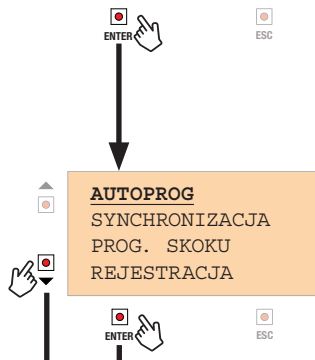 ENTER ESC
AUTOPROG
SYNCHRONIZACJA
PROG. SKOKU
REJESTRACJA
ENTER ESC